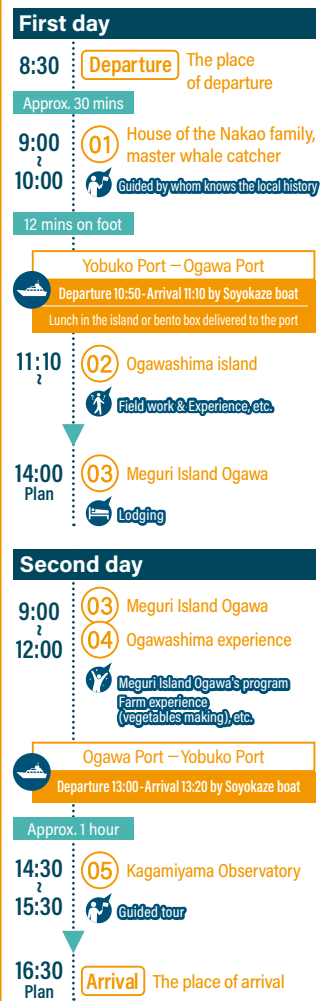 First day
8:30
Departure
The place
of departure
Approx. 30 mins
9:00
~
10:00
01
House of the Nakao family,
master whale catcher
Guided by whom knows the local history
12 mins on foot
Yobuko Port — Ogawa Port
Departure 10:50 - Arrival 11:10 by Soyokaze boat
Lunch in the island or bento box delivered to the port
11:10
~
02
Ogawashima island
Field work & Experience, etc.
14:00
Plan
03
Meguri Island Ogawa
Lodging
Second day
9:00
~
12:00
03
Meguri Island Ogawa
04
Ogawashima experience
Meguri Island Ogawa's program
Farm experience
(vegetables making), etc.
Ogawa Port — Yobuko Port
Departure 13:00 - Arrival 13:20 by Soyokaze boat
Approx. 1 hour
14:30
~
15:30
05
Kagamiyama Observatory
Guided tour
16:30
Plan
Arrival
The place of arrival